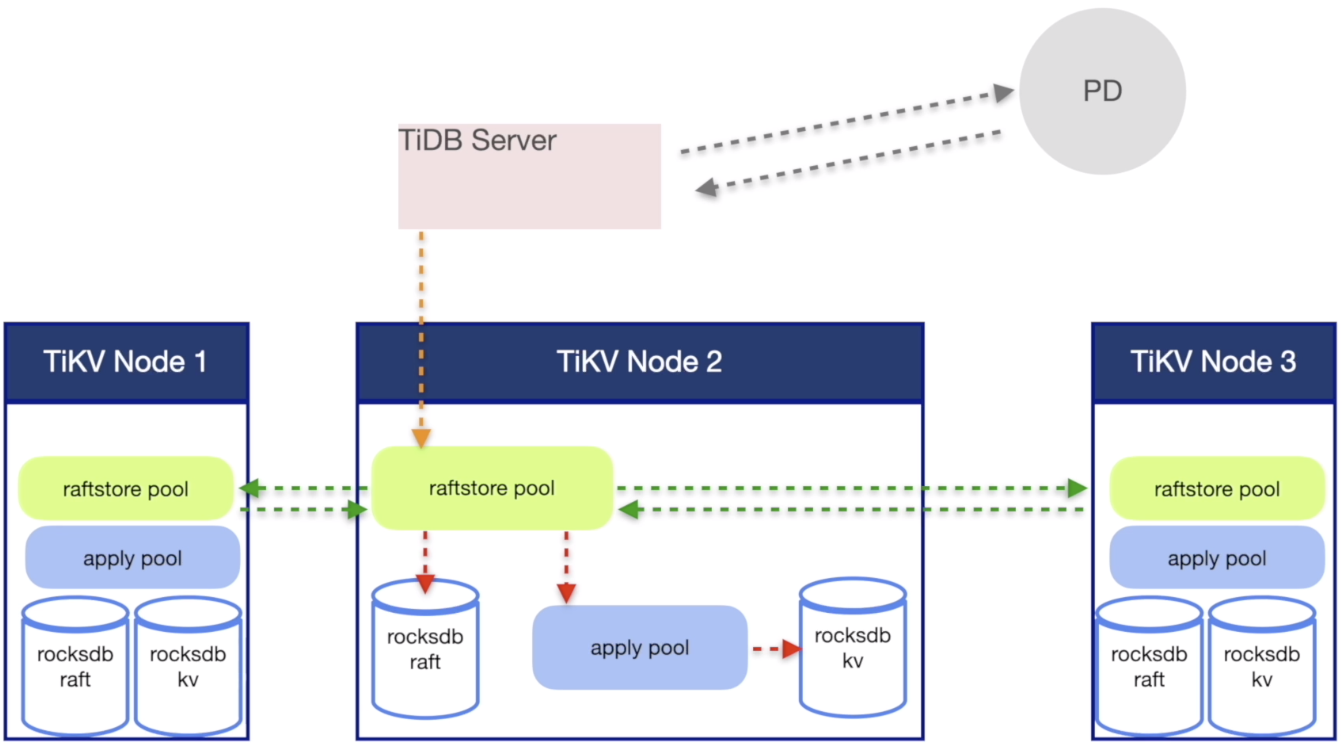 PD
TiDB Server
TiKV Node 1
TiKV Node 2
TiKV Node 3
raftstore pool
apply pool
rocksdb
raft
rocksdb
kv
raftstore pool
rocksdb
raft
apply pool
rocksdb
kv
raftstore pool
apply pool
rocksdb
raft
rocksdb
kv